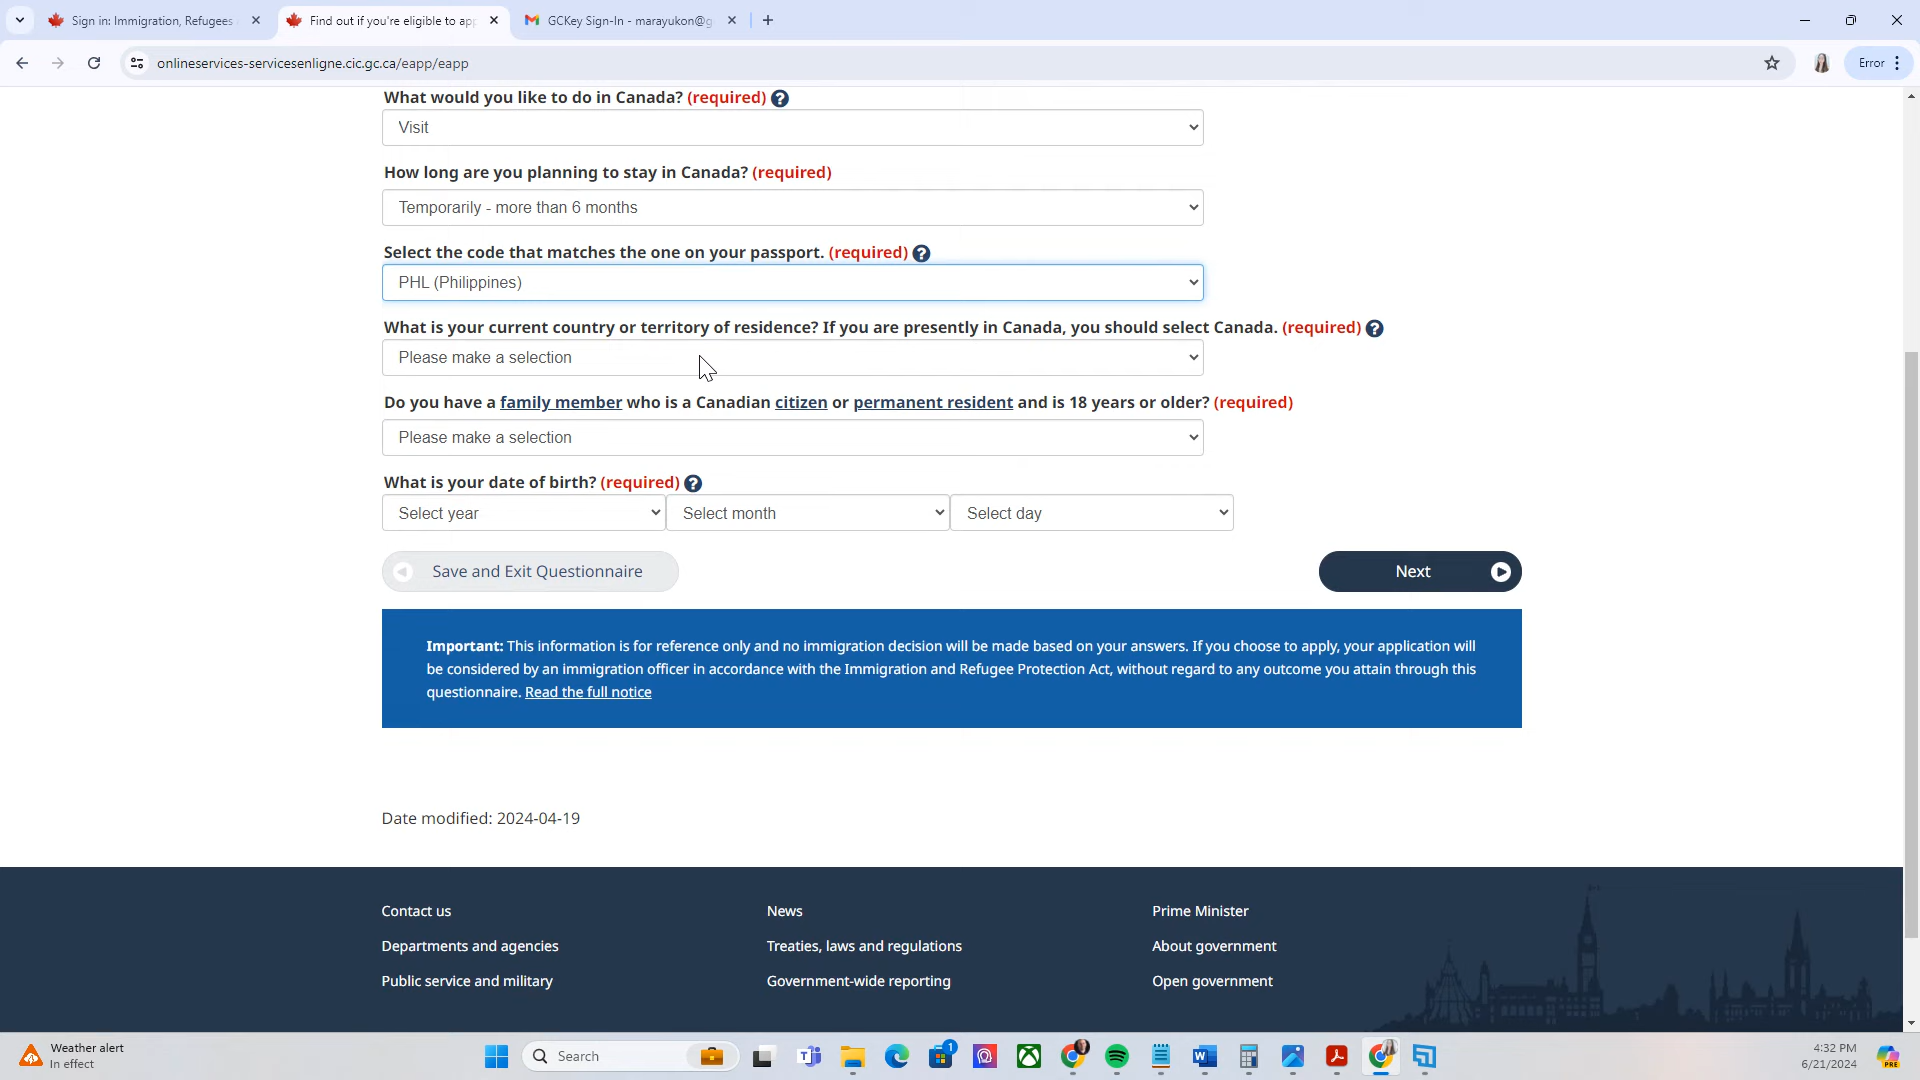 Sign in: Immigration, Refugees
Find out if you're eligible to app
GCKey Sign-In - marayukon@g
onlineservices-servicesenligne.cic.gc.ca/eapp/eapp
Error
What would you like to do in Canada? (required) ?
Visit
How long are you planning to stay in Canada? (required)
Temporarily - more than 6 months
Select the code that matches the one on your passport. (required) ?
PHL (Philippines)
What is your current country or territory of residence? If you are presently in Canada, you should select Canada. (required) ?
Please make a selection
Do you have a family member who is a Canadian citizen or permanent resident and is 18 years or older? (required)
Please make a selection
What is your date of birth? (required) ?
Select year Select month Select day
Save and Exit Questionnaire
Next
Important: This information is for reference only and no immigration decision will be made based on your answers. If you choose to apply, your application will
be considered by an immigration officer in accordance with the Immigration and Refugee Protection Act, without regard to any outcome you attain through this
questionnaire. Read the full notice
Date modified: 2024-04-19
Contact us News Prime Minister
Departments and agencies Treaties, laws and regulations About government
Public service and military Government-wide reporting Open government
Weather alert
In effect
Search
1
4:32 PM
6/21/2024
PRE